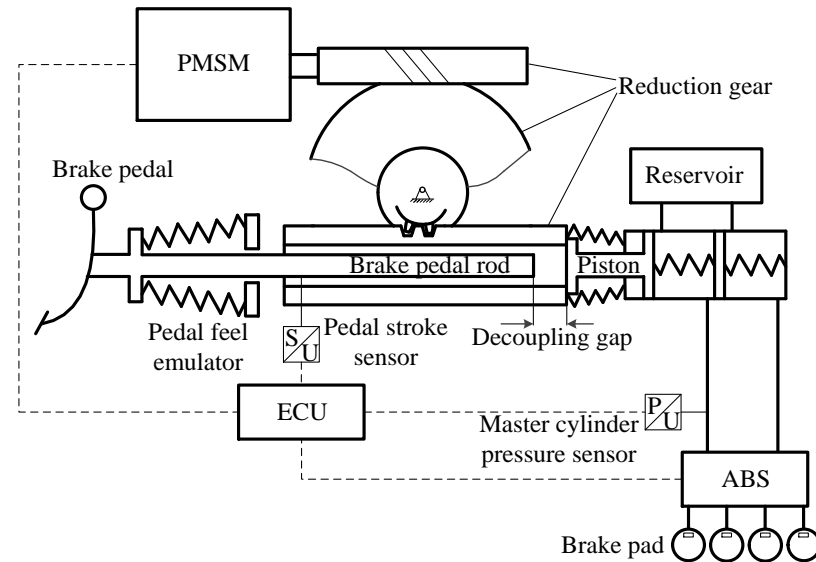 PMSM
Reduction gear
Brake pedal
Reservoir
Brake pedal rod
Piston
Pedal feel
emulator
S
U
Pedal stroke
sensor
Decoupling gap
ECU
P
U
Master cylinder
pressure sensor
ABS
Brake pad